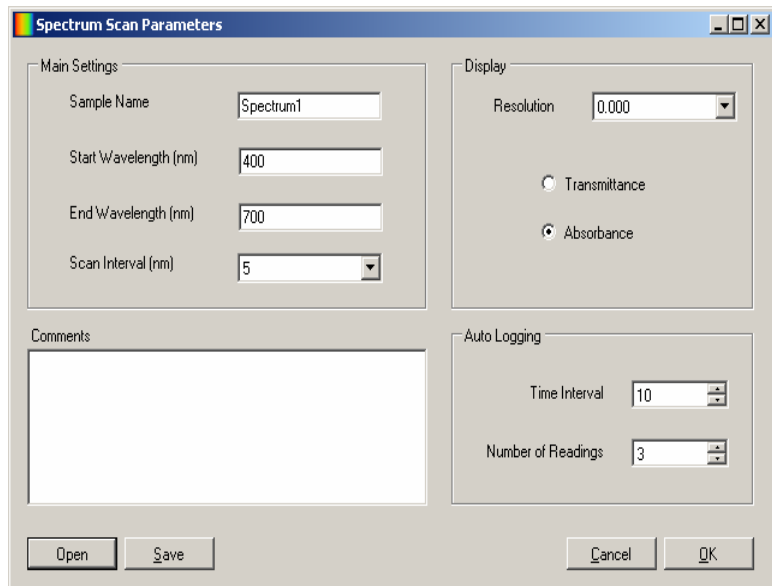 Spectrum Scan Parameters
Main Settings
Sample Name Spectrum1
Start Wavelength (nm) 400
End Wavelength (nm) 700
Scan Interval (nm) 5
Display
Resolution 0.000
Transmittance
Absorbance
Comments
Auto Logging
Time Interval 10
Number of Readings 3
Open Save Cancel OK